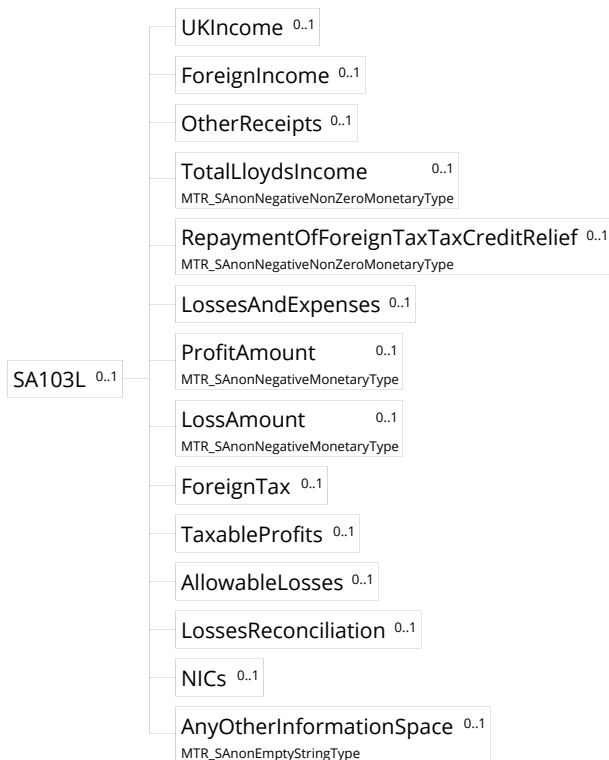 UKIncome 0..1
ForeignIncome 0..1
OtherReceipts 0..1
TotalLloydsIncome 0..1
MTR_SAnonNegativeNonZeroMonetaryType
RepaymentOfForeignTaxTaxCreditRelief 0..1
MTR_SAnonNegativeNonZeroMonetaryType
LossesAndExpenses 0..1
SA103L 0..1
ProfitAmount 0..1
MTR_SAnonNegativeMonetaryType
LossAmount 0..1
MTR_SAnonNegativeMonetaryType
ForeignTax 0..1
TaxableProfits 0..1
AllowableLosses 0..1
LossesReconciliation 0..1
NICs 0..1
AnyOtherInformationSpace 0..1
MTR_SAnonEmptyStringType